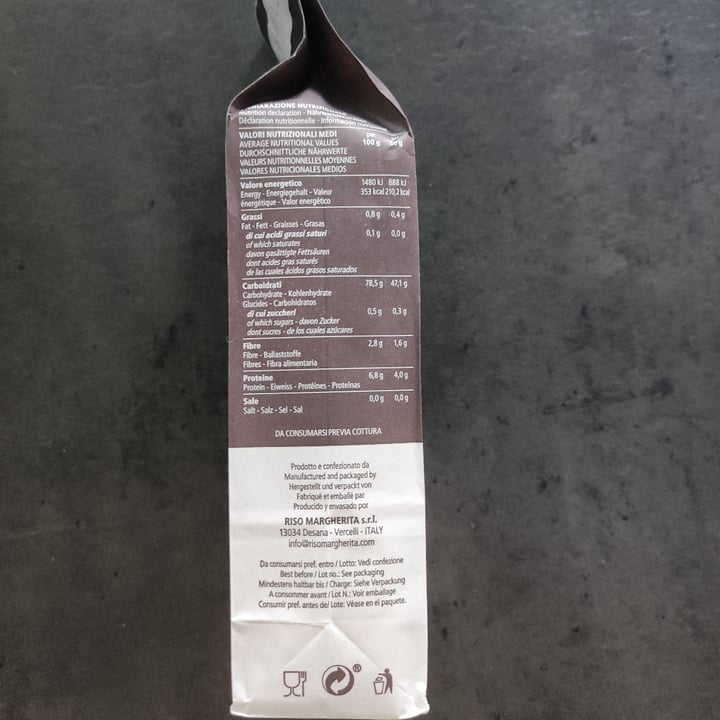 NUTRIZIONALE
Nutrition declaration - Nährwer
Déclaration nutritionnelle - Información
VALORI NUTRIZIONALI MEDI per
AVERAGE NUTRITIONAL VALUES 100 g 60 g
DURCHSCHNITTLICHE NÄHRWERTE
VALEURS NUTRITIONNELLES MOYENNES
VALORES NUTRICIONALES MEDIOS
Valore energetico 1480 kJ 888 kJ
Energy - Energiegehalt - Valeur 353 kcal 210,2 kcal
énergétique - Valor energético
Grassi 0,8 g 0,4 g
Fat - Fett - Graisses - Grasas
di cui acidi grassi saturi 0,1 g 0,0 g
of which saturates
davon gasättigte Fettsäuren
dont acides gras saturés
de las cuales ácidos grasos saturados
Carboidrati 78,5 g 47,1 g
Carbohydrate - Kohlenhydrate
Glucides - Carbohidratos
di cui zuccheri 0,5 g 0,3 g
of which sugars - davon Zucker
dont sucres - de los cuales azúcares
Fibre 2,8 g 1,6 g
Fibre - Ballaststoffe
Fibres - Fibra alimentaria
Proteine 6,8 g 4,0 g
Protein - Eiweiss - Protéines - Proteinas
Sale 0,0 g 0,0 g
Salt - Salz - Sel - Sal
DA CONSUMARSI PREVIA COTTURA
Prodotto e confezionato da
Manufactured and packaged by
Hergestellt und verpackt von
Fabriqué et emballé par
Producido y envasado por
RISO MARGHERITA s.r.l.
13034 Desana - Vercelli - ITALY
info@risomargherita.com
Da consumarsi pref. entro / Lotto: Vedi confezione
Best before / Lot no.: See packaging
Mindestens haltbar bis / Charge: Siehe Verpackung
A consommer avant / Lot N.: Voir emballage
Consumir pref. antes de/ Lote: Véase en el paquete.
®